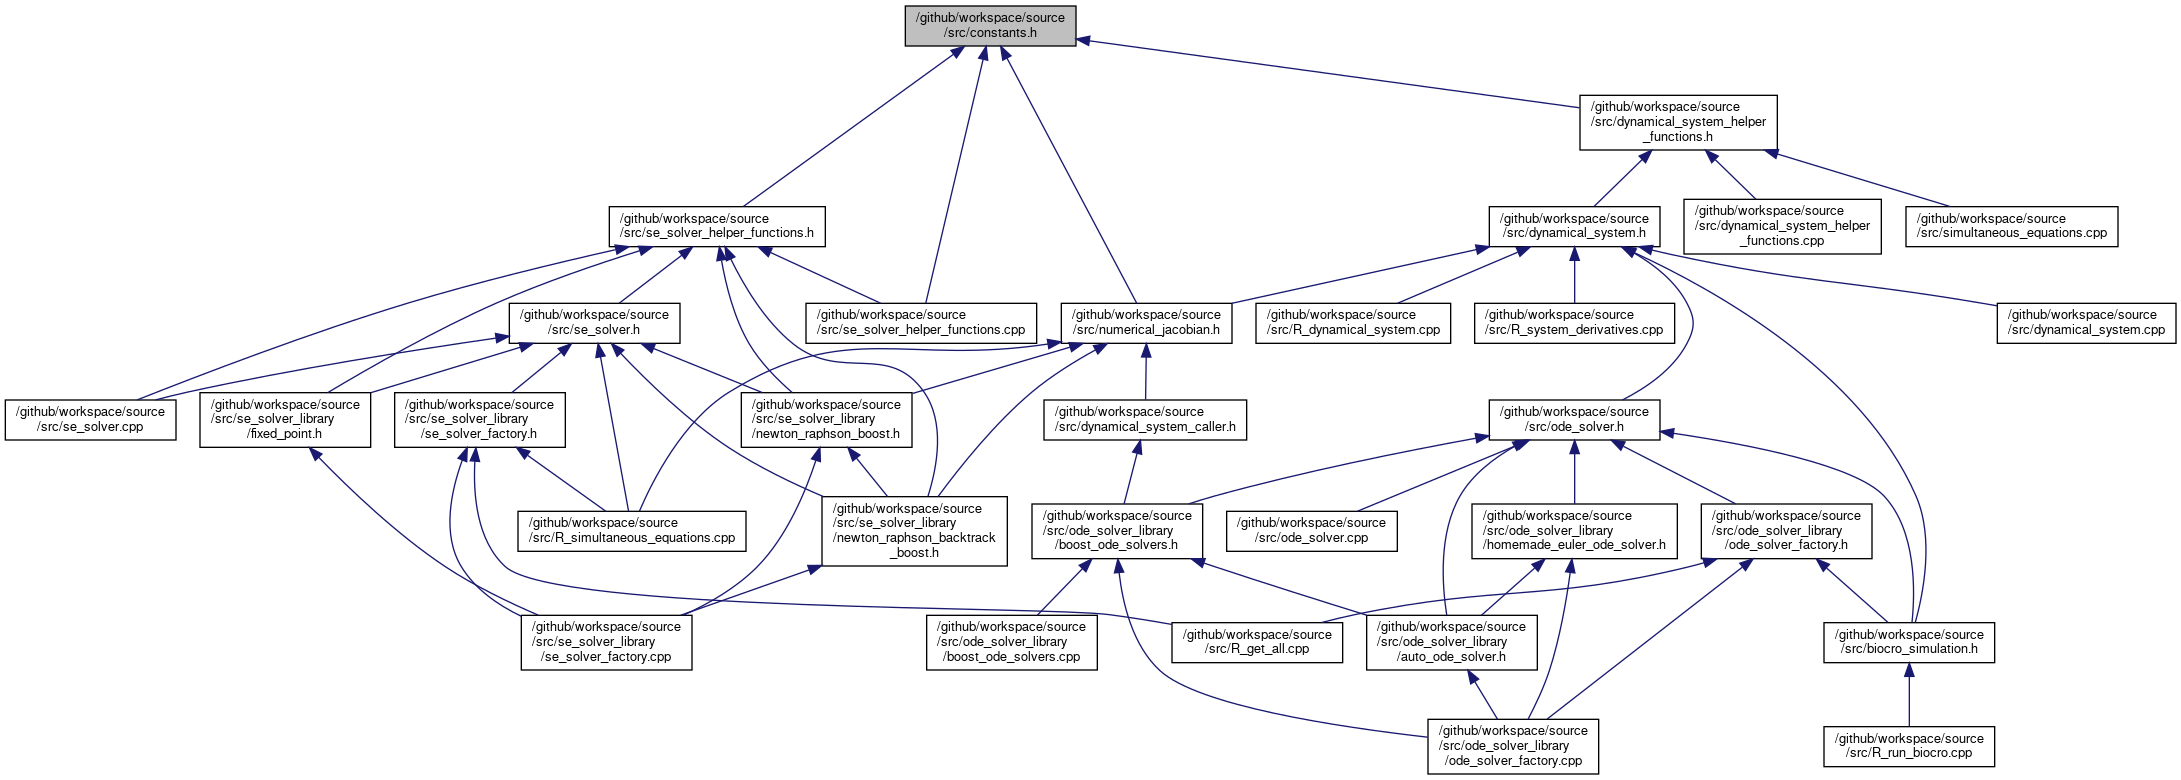 /github/workspace/source
/src/constants.h
/github/workspace/source
/src/dynamical_system_helper
_functions.h
/github/workspace/source
/src/se_solver_helper_functions.h
/github/workspace/source
/src/dynamical_system.h
/github/workspace/source
/src/dynamical_system_helper
_functions.cpp
/github/workspace/source
/src/simultaneous_equations.cpp
/github/workspace/source
/src/se_solver.h
/github/workspace/source
/src/se_solver_helper_functions.cpp
/github/workspace/source
/src/numerical_jacobian.h
/github/workspace/source
/src/R_dynamical_system.cpp
/github/workspace/source
/src/R_system_derivatives.cpp
/github/workspace/source
/src/dynamical_system.cpp
/github/workspace/source
/src/se_solver.cpp
/github/workspace/source
/src/se_solver_library
/fixed_point.h
/github/workspace/source
/src/se_solver_library
/se_solver_factory.h
/github/workspace/source
/src/se_solver_library
/newton_raphson_boost.h
/github/workspace/source
/src/dynamical_system_caller.h
/github/workspace/source
/src/ode_solver.h
/github/workspace/source
/src/R_simultaneous_equations.cpp
/github/workspace/source
/src/se_solver_library
/newton_raphson_backtrack
_boost.h
/github/workspace/source
/src/ode_solver_library
/boost_ode_solvers.h
/github/workspace/source
/src/ode_solver.cpp
/github/workspace/source
/src/ode_solver_library
/homemade_euler_ode_solver.h
/github/workspace/source
/src/ode_solver_library
/ode_solver_factory.h
/github/workspace/source
/src/se_solver_library
/se_solver_factory.cpp
/github/workspace/source
/src/ode_solver_library
/boost_ode_solvers.cpp
/github/workspace/source
/src/R_get_all.cpp
/github/workspace/source
/src/ode_solver_library
/auto_ode_solver.h
/github/workspace/source
/src/biocro_simulation.h
/github/workspace/source
/src/ode_solver_library
/ode_solver_factory.cpp
/github/workspace/source
/src/R_run_biocro.cpp